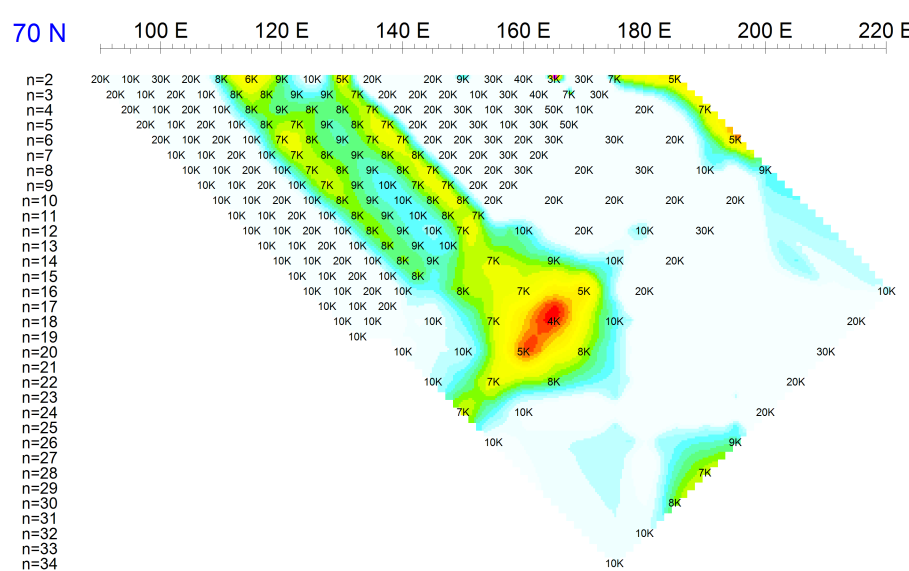 70 N
100 E 120 E 140 E 160 E 180 E 200 E 220 E
n=2 20K 10K 30K 20K 8K 6K 9K 10K 5K 20K 20K 9K 30K 40K 3K 30K 7K 5K
n=3 20K 10K 20K 10K 8K 8K 9K 9K 7K 20K 20K 20K 10K 30K 40K 7K 30K
n=4 20K 10K 20K 10K 8K 9K 9K 8K 7K 20K 20K 30K 10K 30K 50K 20K 7K
n=5 20K 10K 20K 10K 8K 7K 9K 8K 7K 20K 20K 30K 10K 30K 50K
n=6 20K 10K 20K 10K 7K 8K 9K 7K 7K 20K 20K 30K 30K 30K 20K 5K
n=7 10K 10K 20K 10K 7K 8K 9K 8K 8K 20K 20K 30K 20K
n=8 10K 10K 20K 10K 7K 8K 9K 8K 7K 20K 20K 30K 20K 30K 10K 9K
n=9 10K 10K 20K 10K 7K 9K 10K 8K 7K 20K 20K
n=10 10K 10K 20K 10K 8K 9K 10K 8K 8K 20K 20K 20K 20K 20K
n=11 10K 10K 20K 10K 8K 9K 10K 8K 7K
n=12 10K 10K 20K 10K 8K 9K 10K 7K 10K 20K 10K 30K
n=13 10K 10K 20K 10K 8K 9K 10K
n=14 10K 10K 20K 10K 8K 9K 7K 9K 10K 20K
n=15 10K 10K 20K 10K 8K
n=16 10K 10K 20K 10K 8K 7K 5K 20K 10K
n=17 10K 10K 20K
n=18 10K 10K 10K 7K 4K 10K 20K
n=19 10K
n=20 10K 10K 5K 8K 30K
n=21
n=22 10K 7K 8K 20K
n=23
n=24 7K 10K 20K
n=25
n=26 10K 9K
n=27
n=28 7K
n=29
n=30 8K
n=31
n=32 10K
n=33
n=34 10K